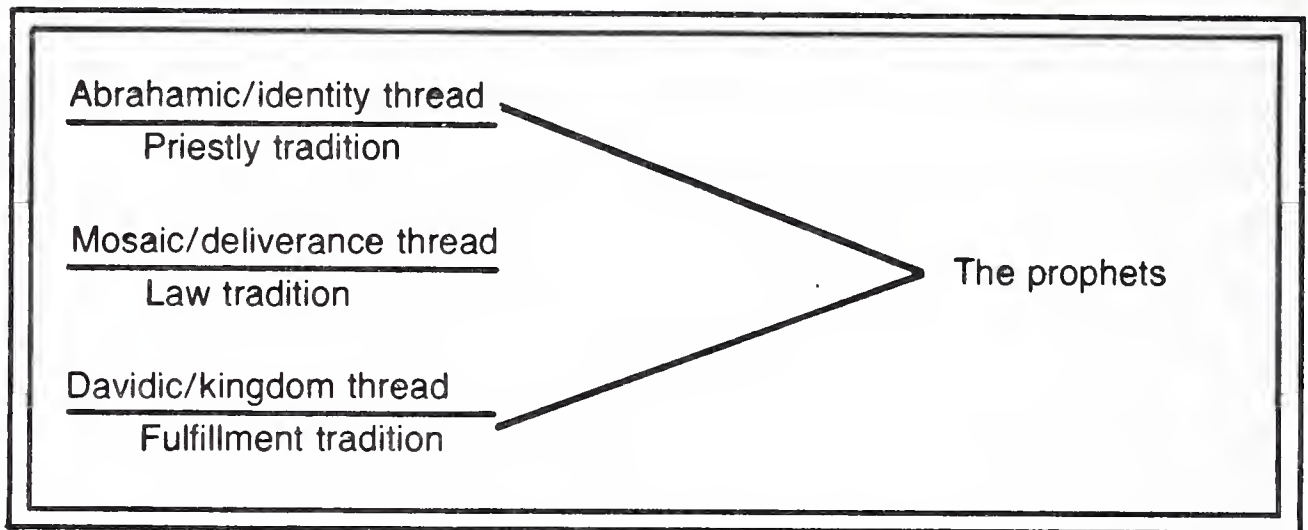 Abrahamic/identity thread
Priestly tradition
Mosaic/deliverance thread
Law tradition
The prophets
Davidic/kingdom thread
Fulfillment tradition